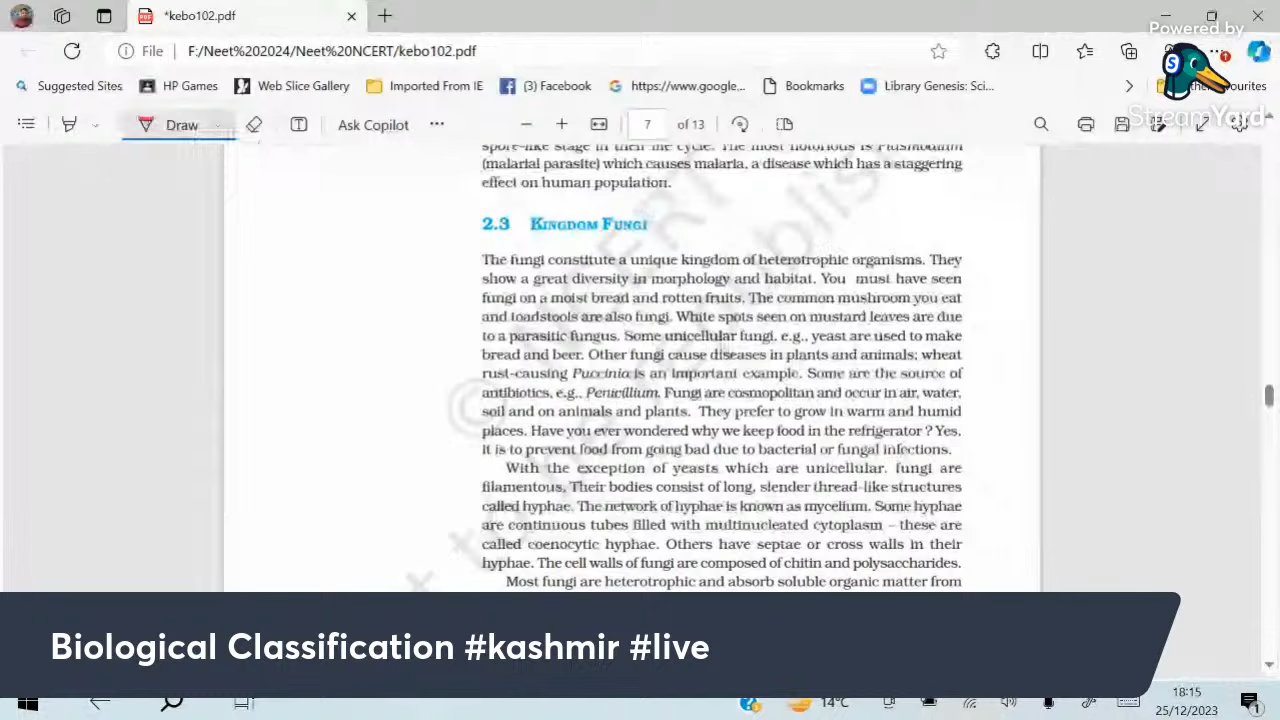 *kebo102.pdf
Powered by
File F:/Neet%202024/Neet%20NCERT/kebo102.pdf
Suggested Sites HP Games Web Slice Gallery Imported From IE (3) Facebook https://www.google... Bookmarks Library Genesis: Sci...
StreamYard
Draw Ask Copilot 7 of 13
spore-like stage in their life cycle. The most notorious is Plasmodium
(malarial parasite) which causes malaria, a disease which has a staggering
effect on human population.
2.3 KINGDOM FUNGI
The fungi constitute a unique kingdom of heterotrophic organisms. They
show a great diversity in morphology and habitat. You must have seen
fungi on a moist bread and rotten fruits. The common mushroom you eat
and toadstools are also fungi. White spots seen on mustard leaves are due
to a parasitic fungus. Some unicellular fungi, e.g., yeast are used to make
bread and beer. Other fungi cause diseases in plants and animals; wheat
rust-causing Puccinia is an important example. Some are the source of
antibiotics, e.g., Penicillium. Fungi are cosmopolitan and occur in air, water,
soil and on animals and plants. They prefer to grow in warm and humid
places. Have you ever wondered why we keep food in the refrigerator ? Yes,
it is to prevent food from going bad due to bacterial or fungal infections.
With the exception of yeasts which are unicellular, fungi are
filamentous. Their bodies consist of long, slender thread-like structures
called hyphae. The network of hyphae is known as mycelium. Some hyphae
are continuous tubes filled with multinucleated cytoplasm – these are
called coenocytic hyphae. Others have septae or cross walls in their
hyphae. The cell walls of fungi are composed of chitin and polysaccharides.
Most fungi are heterotrophic and absorb soluble organic matter from
Biological Classification #kashmir #live
14°C
18:15
25/12/2023